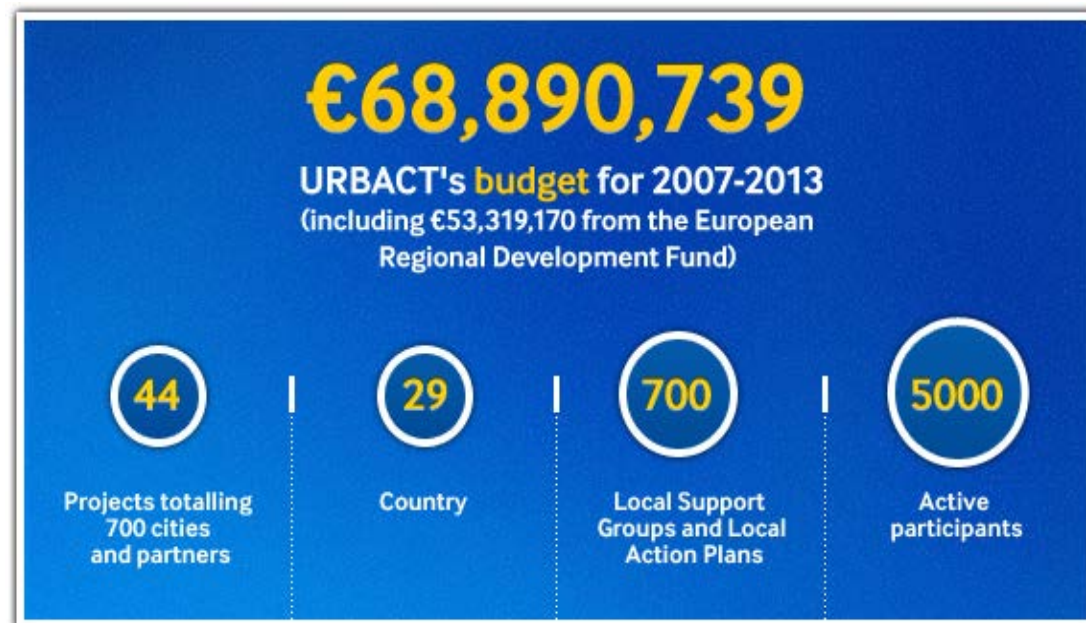 €68,890,739
URBACT's budget for 2007-2013
(including €53,319,170 from the European
Regional Development Fund)
44
Projects totalling
700 cities
and partners
29
Country
700
Local Support
Groups and Local
Action Plans
5000
Active
participants